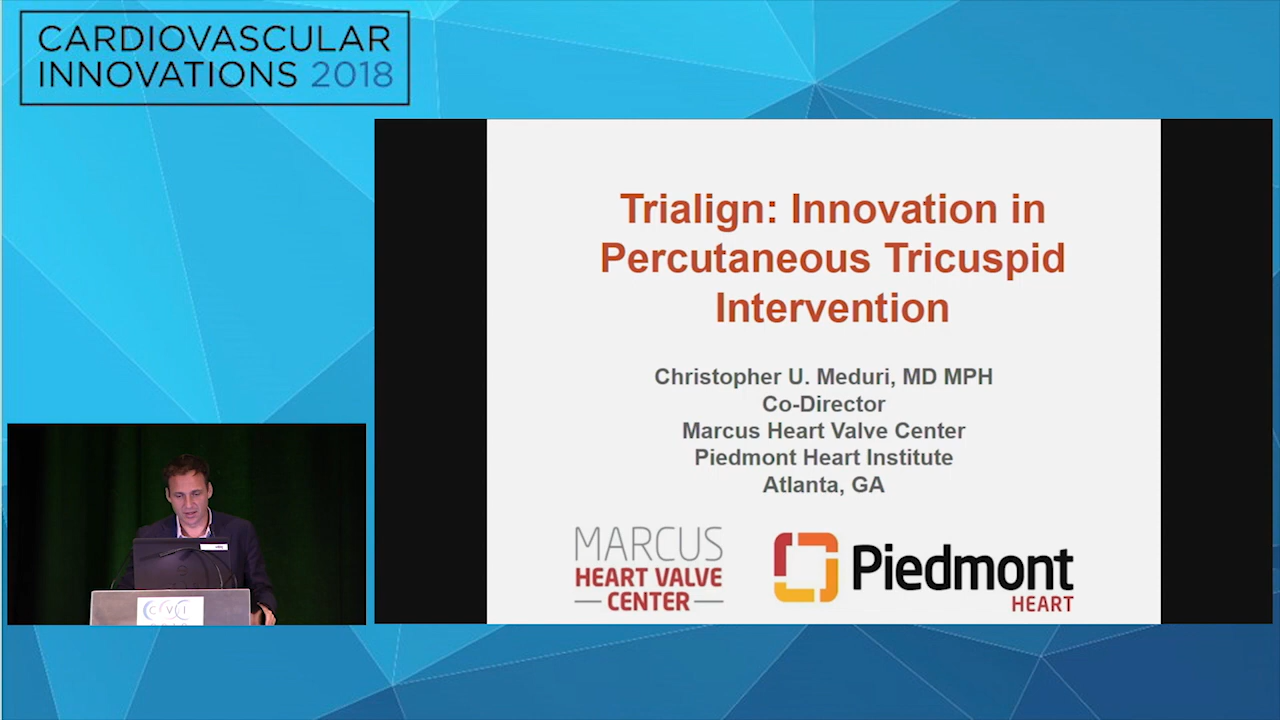 CARDIOVASCULAR
INNOVATIONS 2018
Trialign: Innovation in
Percutaneous Tricuspid
Intervention
Christopher U. Meduri, MD MPH
Co-Director
Marcus Heart Valve Center
Piedmont Heart Institute
Atlanta, GA
MARCUS
HEART VALVE
CENTER
Piedmont
HEART
CVI